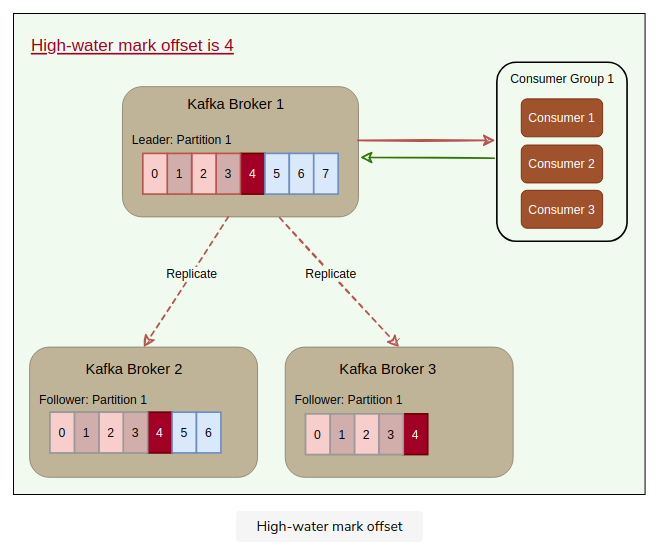 High-water mark offset is 4
Kafka Broker 1
Leader: Partition 1
0 1 2 3 4 5 6 7
Consumer Group 1
Consumer 1
Consumer 2
Consumer 3
Replicate
Replicate
Kafka Broker 2
Follower: Partition 1
0 1 2 3 4 5 6
Kafka Broker 3
Follower: Partition 1
0 1 2 3 4
High-water mark offset